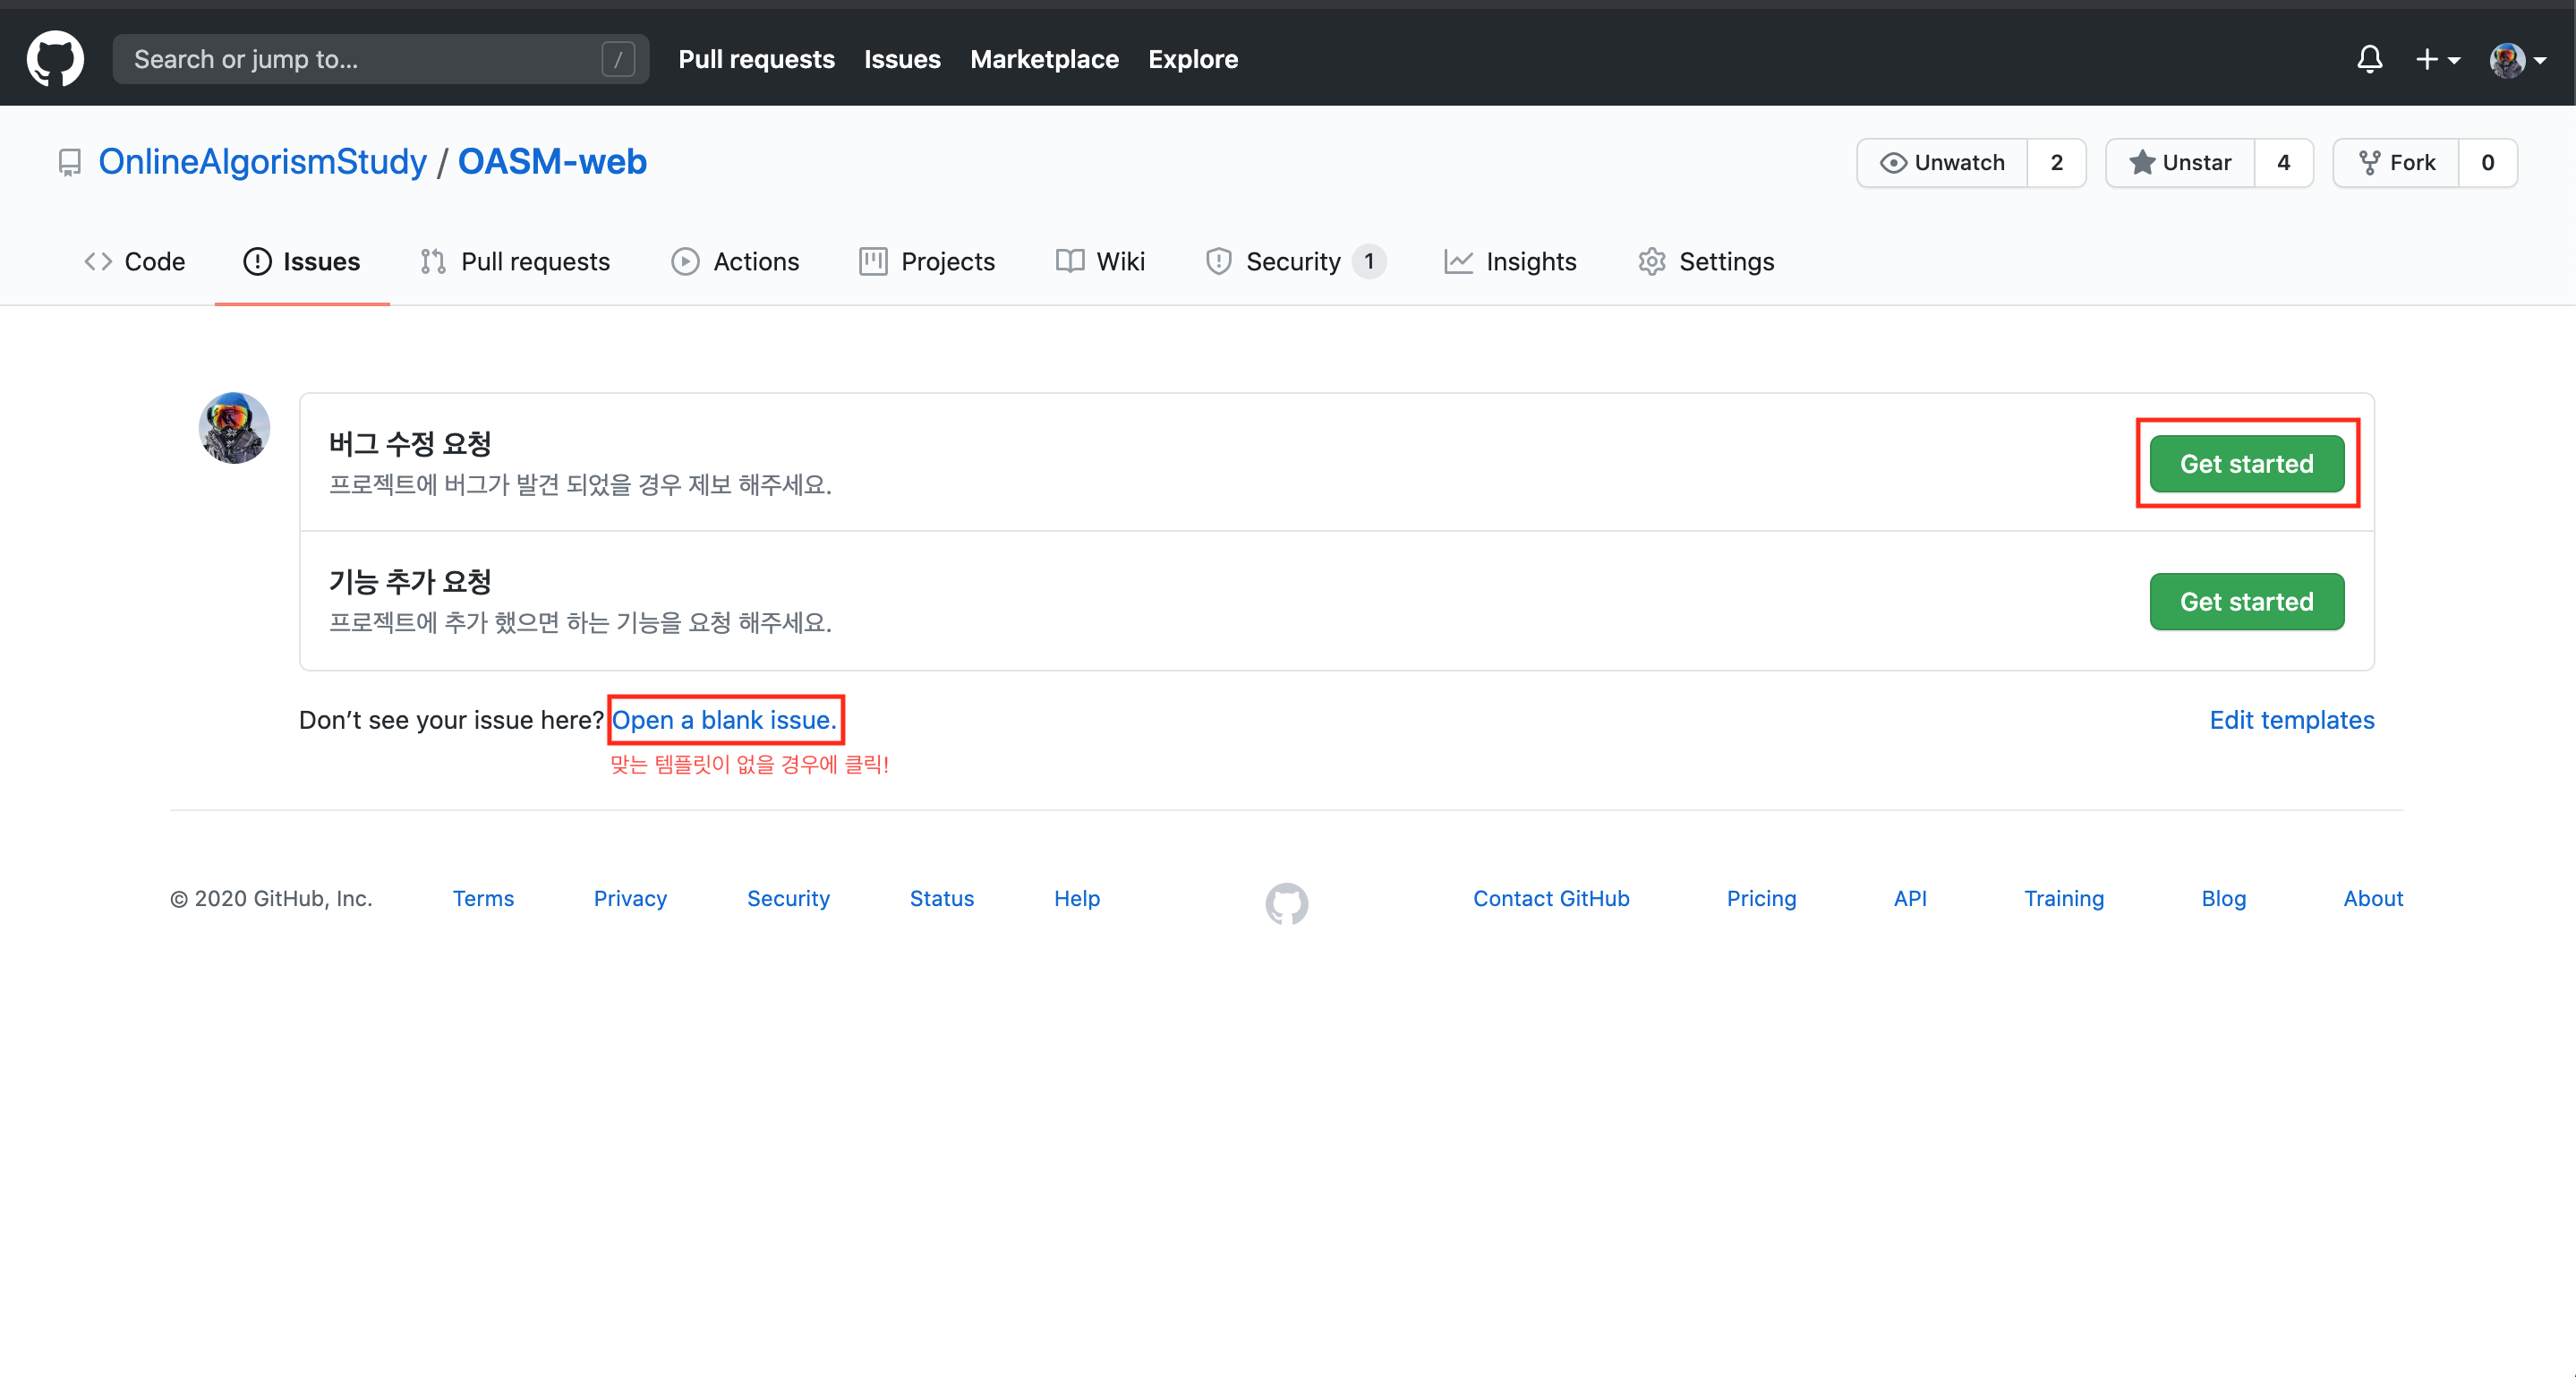 Search or jump to... /
Pull requests Issues Marketplace Explore
OnlineAlgorismStudy / OASM-web
Unwatch 2 Unstar 4 Fork 0
Code Issues Pull requests Actions Projects Wiki Security 1 Insights Settings
버그 수정 요청
프로젝트에 버그가 발견 되었을 경우 제보 해주세요.
Get started
기능 추가 요청
프로젝트에 추가 했으면 하는 기능을 요청 해주세요.
Get started
Don’t see your issue here? Open a blank issue.
Edit templates
맞는 템플릿이 없을 경우에 클릭!
© 2020 GitHub, Inc. Terms Privacy Security Status Help Contact GitHub Pricing API Training Blog About